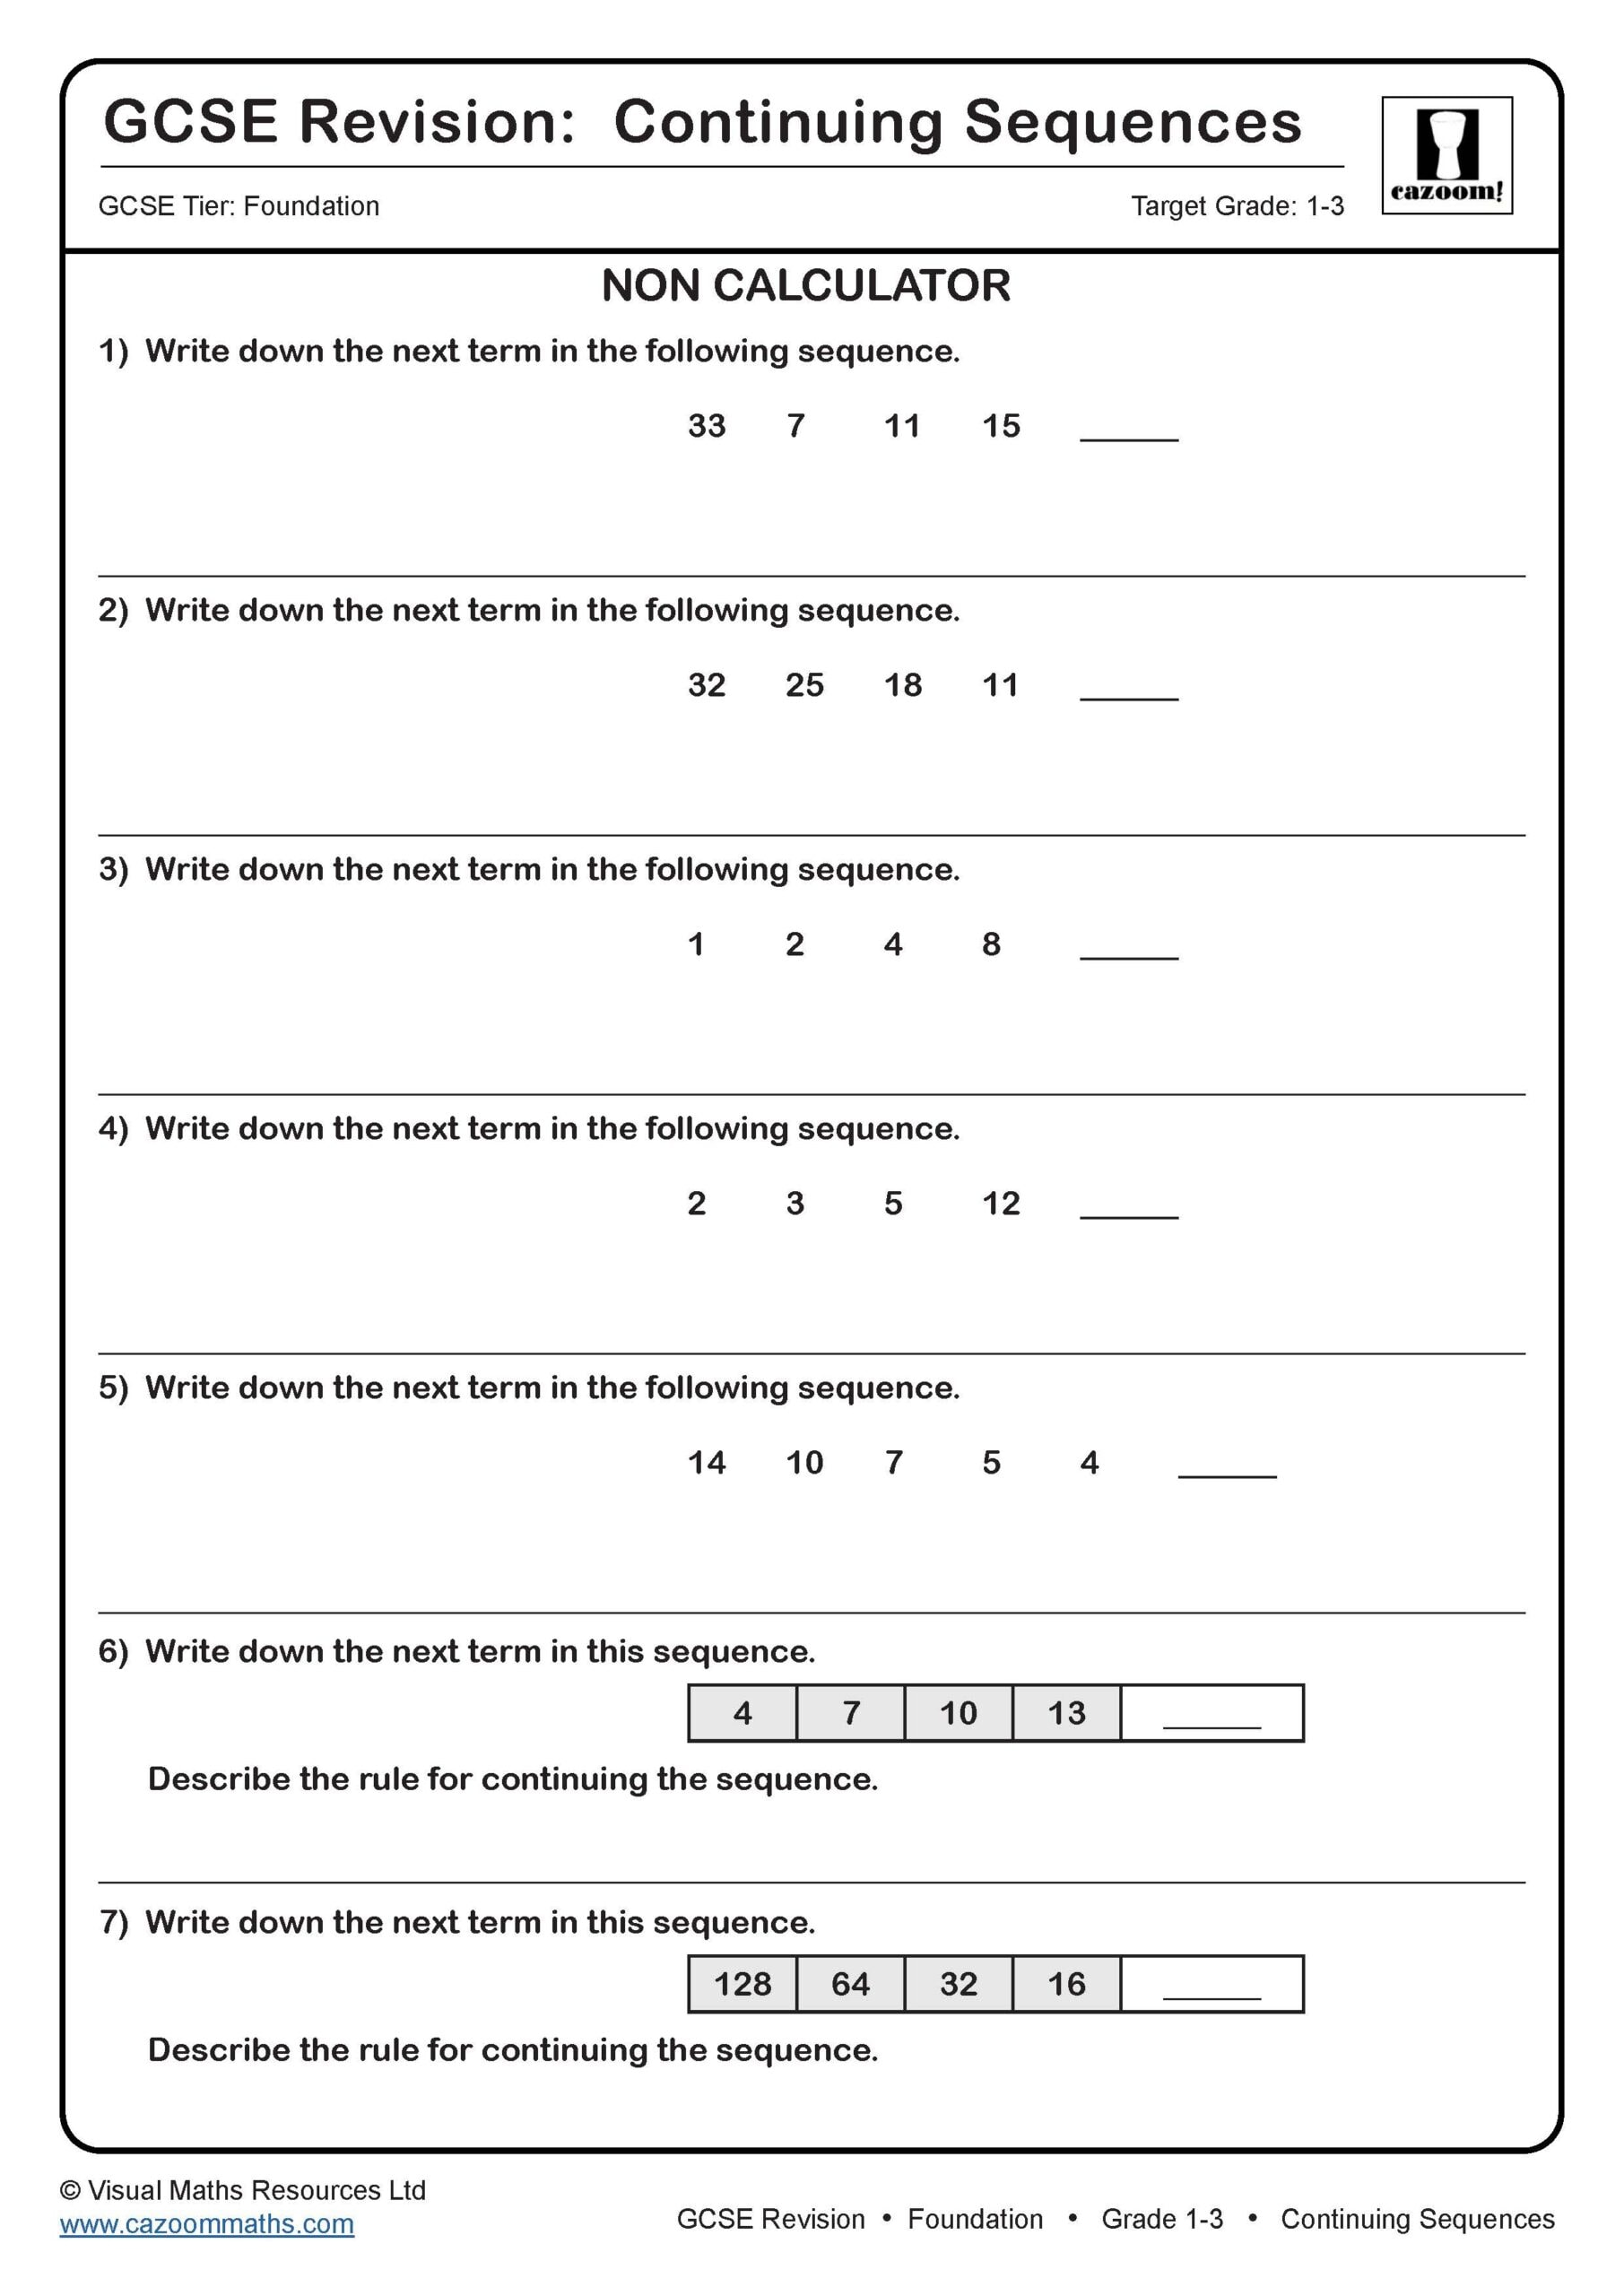 GCSE Revision: Continuing Sequences
GCSE Tier: Foundation Target Grade: 1-3
cazoom!
NON CALCULATOR
1) Write down the next term in the following sequence.
33 7 11 15 _____
2) Write down the next term in the following sequence.
32 25 18 11 _____
3) Write down the next term in the following sequence.
1 2 4 8 _____
4) Write down the next term in the following sequence.
2 3 5 12 _____
5) Write down the next term in the following sequence.
14 10 7 5 4 _____
6) Write down the next term in this sequence.
4 7 10 13 _____
Describe the rule for continuing the sequence.
7) Write down the next term in this sequence.
128 64 32 16 _____
Describe the rule for continuing the sequence.
© Visual Maths Resources Ltd
www.cazoommaths.com
GCSE Revision • Foundation • Grade 1-3 • Continuing Sequences